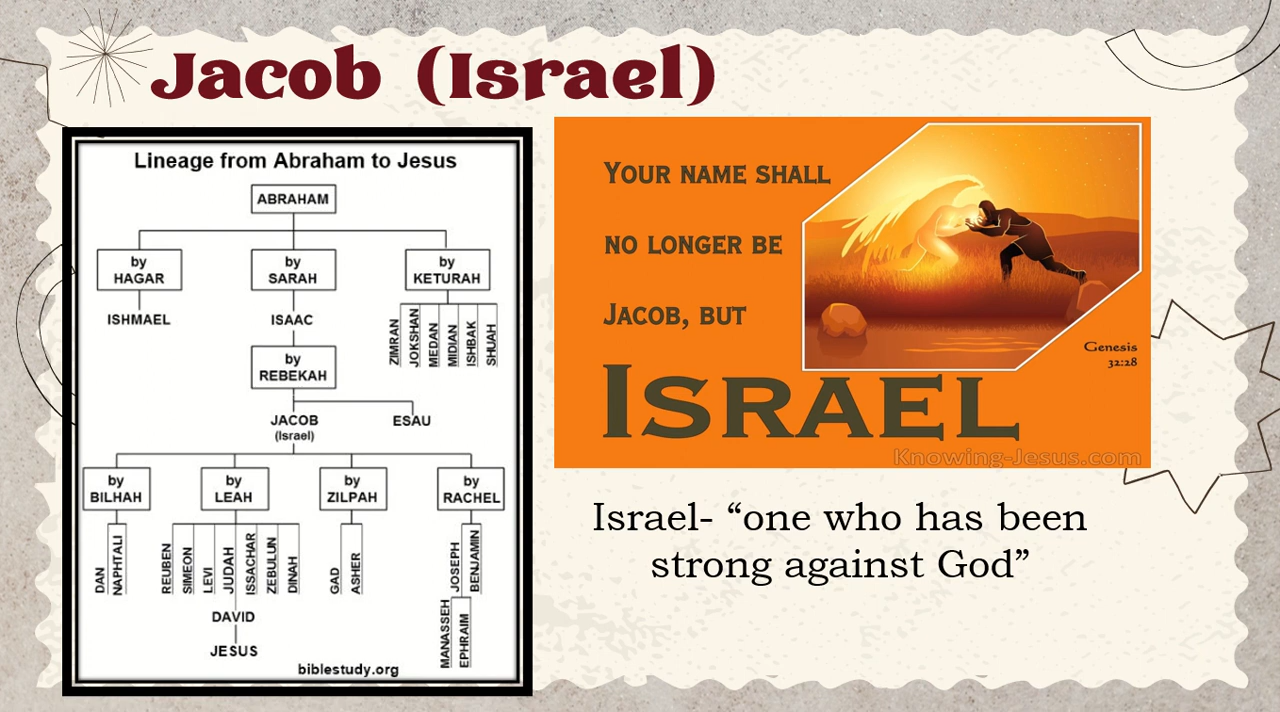 Jacob (Israel)
Lineage from Abraham to Jesus
ABRAHAM
by
HAGAR
by
SARAH
by
KETURAH
ISHMAEL
ISAAC
ZIMRAN
JOKSHAN
MEDAN
MIDIAN
ISHBAK
SHUAH
by
REBEKAH
JACOB
(Israel)
ESAU
by
BILHAH
by
LEAH
by
ZILPAH
by
RACHEL
DAN
NAPHTALI
REUBEN
SIMEON
LEVI
JUDAH
ISSACHAR
ZEBULUN
DINAH
GAD
ASHER
JOSEPH
BENJAMIN
MANASSEH
EPHRAIM
DAVID
JESUS
biblestudy.org
YOUR NAME SHALL
NO LONGER BE
JACOB, BUT
ISRAEL
Genesis
32:28
Knowing-Jesus.com
Israel- “one who has been
strong against God”